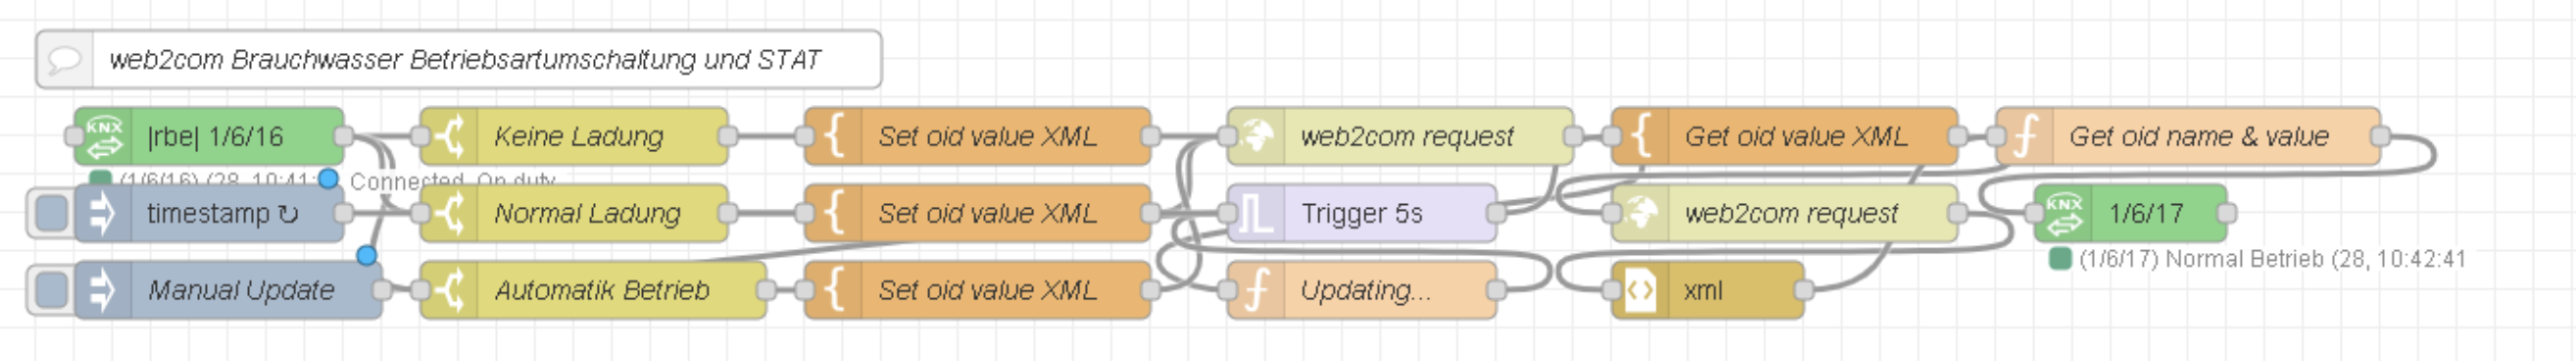 web2com Brauchwasser Betriebsartumschaltung und STAT
KNX |rbe| 1/6/16
Keine Ladung
Set oid value XML
web2com request
Get oid value XML
Get oid name & value
(1/6/16) (28, 10:41: Connected. On duty
timestamp ↻
Normal Ladung
Set oid value XML
Trigger 5s
web2com request
KNX 1/6/17
(1/6/17) Normal Betrieb (28, 10:42:41
Manual Update
Automatik Betrieb
Set oid value XML
Updating...
xml